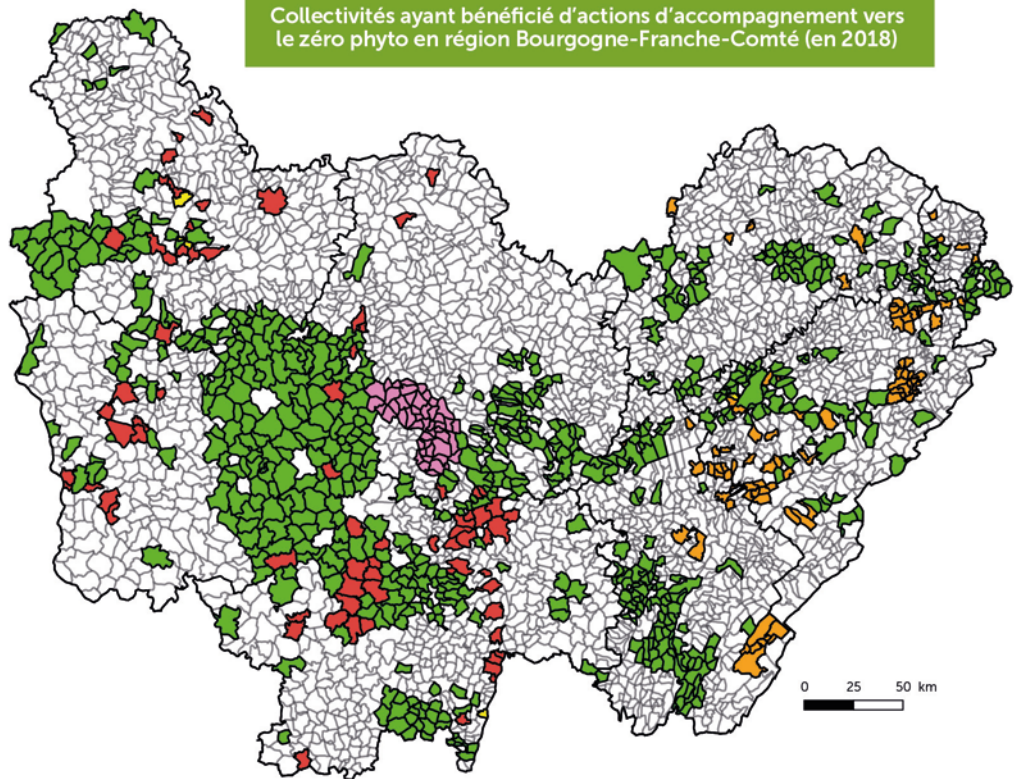 Collectivités ayant bénéficié d’actions d’accompagnement vers
le zéro phyto en région Bourgogne-Franche-Comté (en 2018)
0 25 50 km